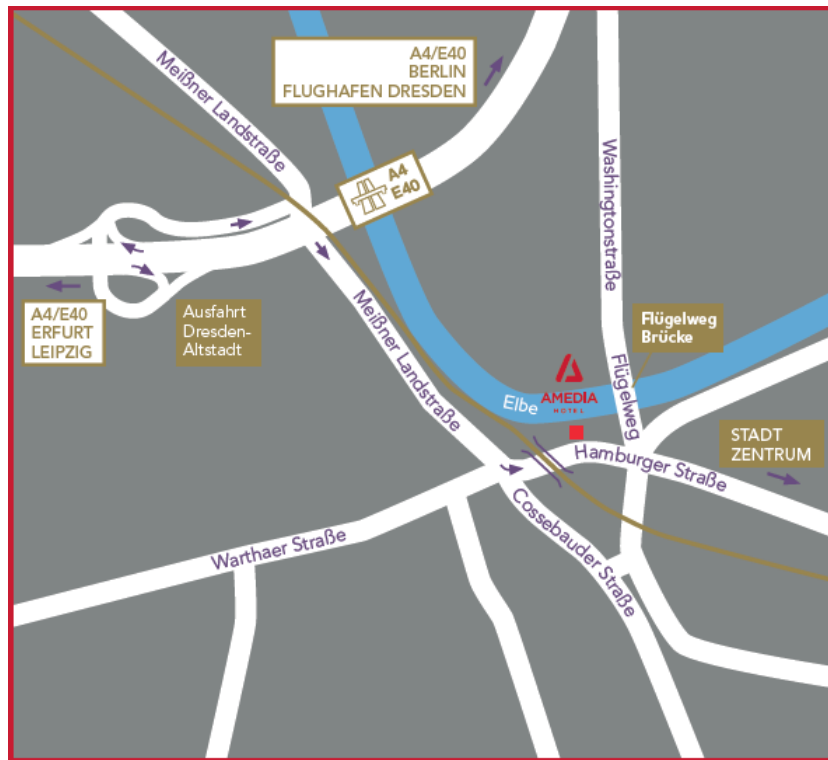 A4/E40
BERLIN
FLUGHAFEN DRESDEN
Meißner Landstraße
A4
E40
Washingtonstraße
A4/E40
ERFURT
LEIPZIG
Ausfahrt
Dresden-
Altstadt
Meißner Landstraße
Flügelweg
Brücke
Elbe
AMEDIA
HOTEL
Flügelweg
Hamburger Straße
STADT
ZENTRUM
Warthaer Straße
Cossebauder Straße